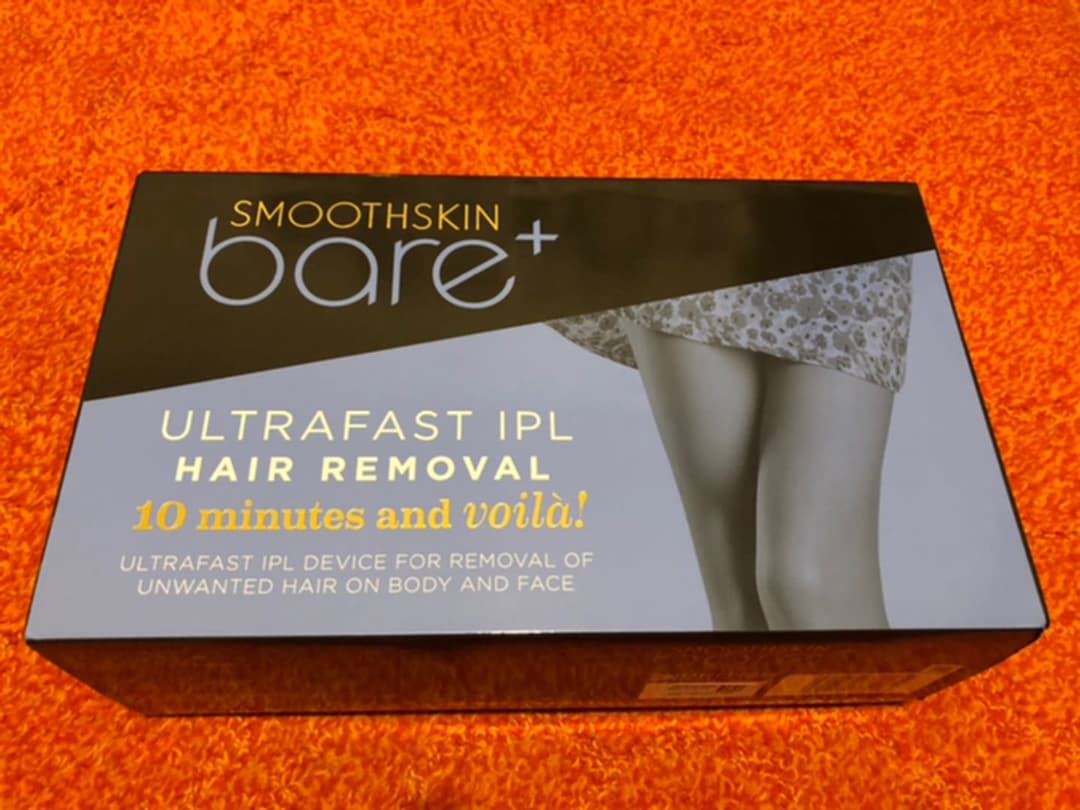 SMOOTHSKIN
bare+
ULTRAFAST IPL
HAIR REMOVAL
10 minutes and voilà!
ULTRAFAST IPL DEVICE FOR REMOVAL OF
UNWANTED HAIR ON BODY AND FACE